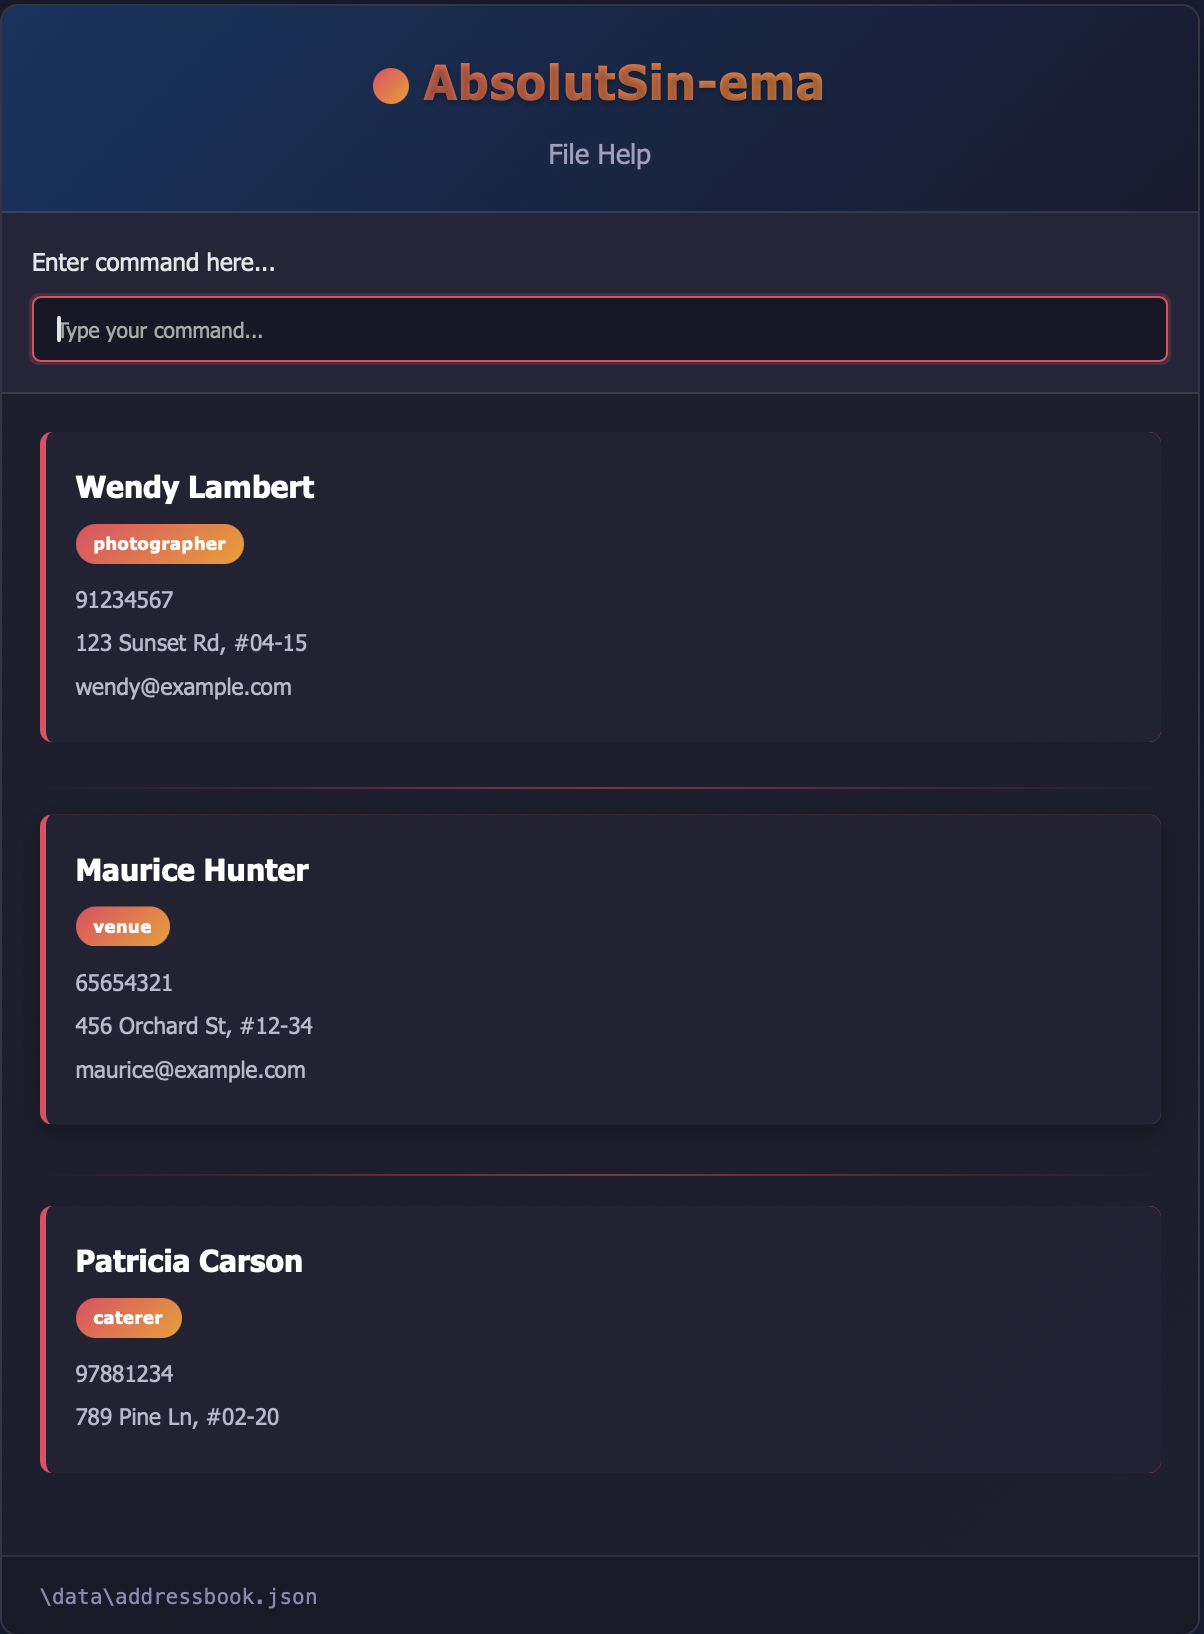 AbsolutSin-ema
File Help
Enter command here...
Type your command...
Wendy Lambert
photographer
91234567
123 Sunset Rd, #04-15
wendy@example.com
Maurice Hunter
venue
65654321
456 Orchard St, #12-34
maurice@example.com
Patricia Carson
caterer
97881234
789 Pine Ln, #02-20
\data\addressbook.json